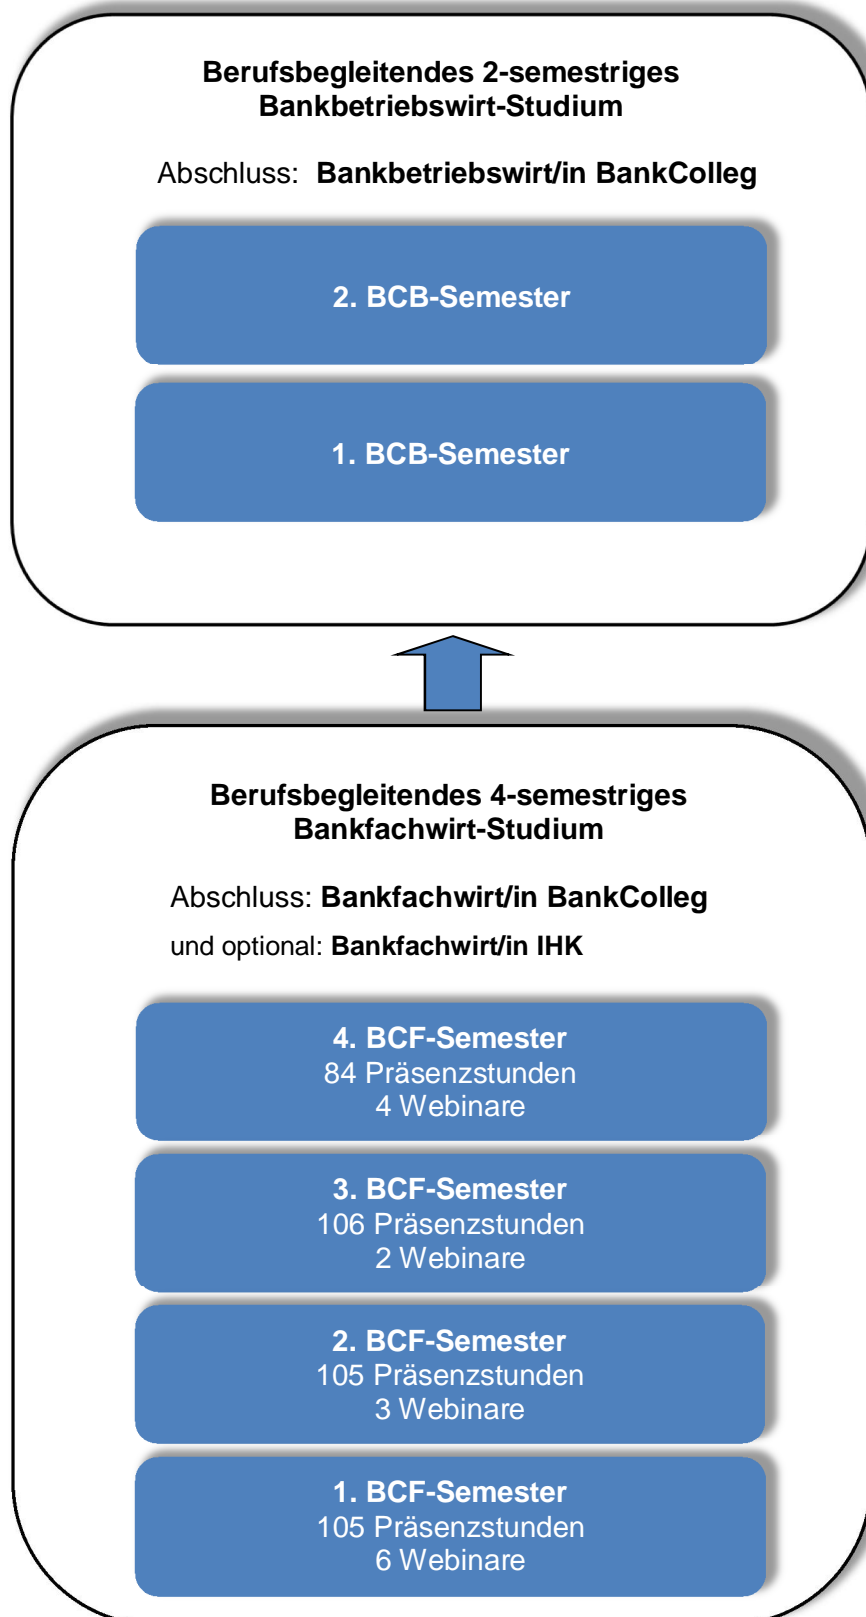 Berufsbegleitendes 2-semestriges
Bankbetriebswirt-Studium
Abschluss: Bankbetriebswirt/in BankColleg
2. BCB-Semester
1. BCB-Semester
Berufsbegleitendes 4-semestriges
Bankfachwirt-Studium
Abschluss: Bankfachwirt/in BankColleg
und optional: Bankfachwirt/in IHK
4. BCF-Semester
84 Präsenzstunden
4 Webinare
3. BCF-Semester
106 Präsenzstunden
2 Webinare
2. BCF-Semester
105 Präsenzstunden
3 Webinare
1. BCF-Semester
105 Präsenzstunden
6 Webinare